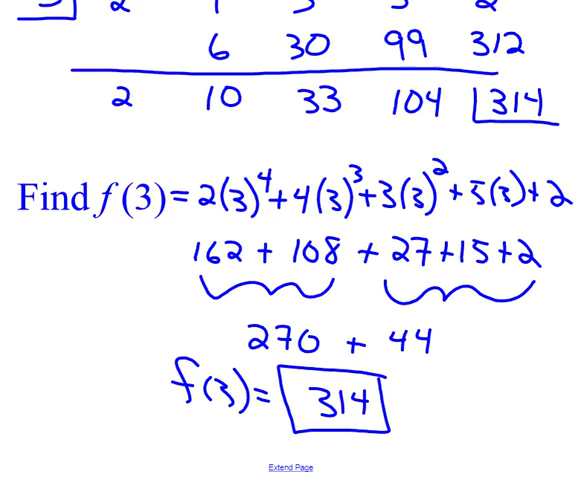 2
6 30 99 312
2 10 33 104 314
Find f(3) = 2(3)⁴+4(3)³+3(3)²+5(3)+2
162 + 108 + 27+15+2
270 + 44
f(3)= 314
Extend Page